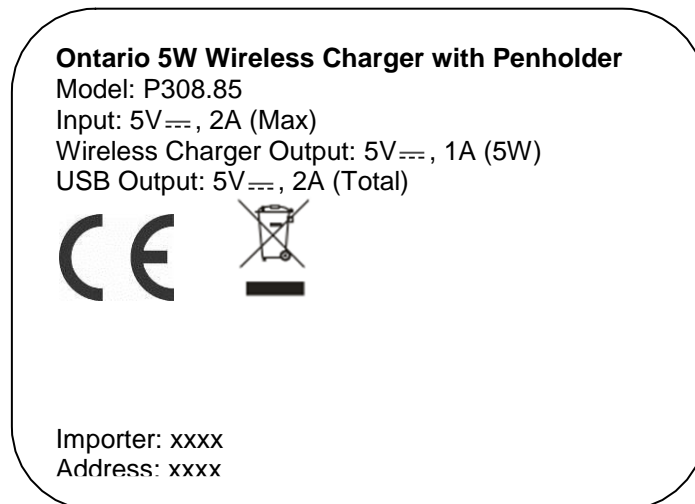 Ontario 5W Wireless Charger with Penholder
Model: P308.85
Input: 5V⎓, 2A (Max)
Wireless Charger Output: 5V⎓, 1A (5W)
USB Output: 5V⎓, 2A (Total)
CE
Importer: xxxx
Address: xxxx